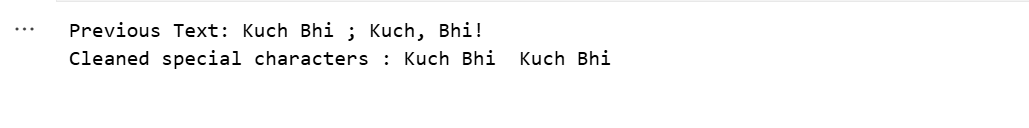 Previous Text: Kuch Bhi ; Kuch, Bhi!
Cleaned special characters : Kuch Bhi  Kuch Bhi